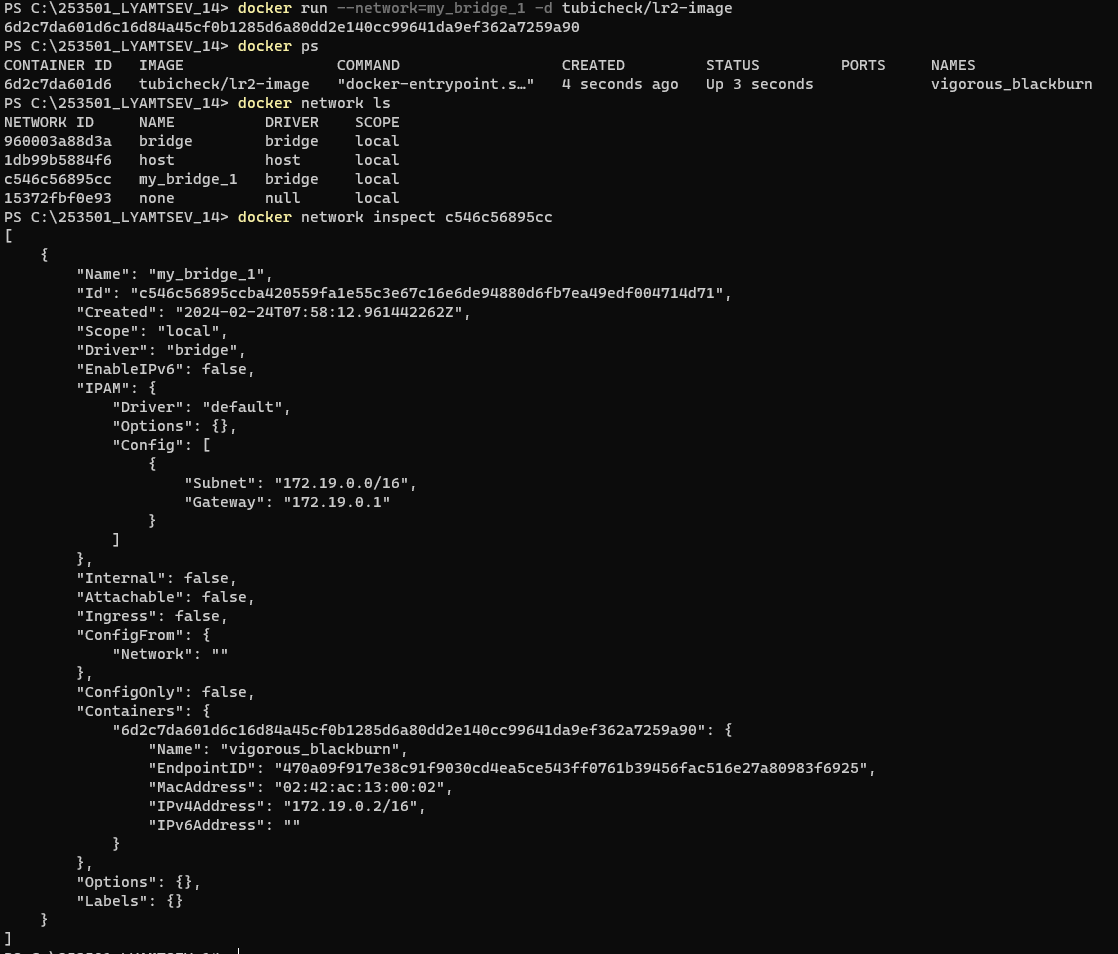 PS C:\253501_LYAMTSEV_14> docker run --network=my_bridge_1 -d tubicheck/lr2-image
6d2c7da601d6c16d84a45cf0b1285d6a80dd2e140cc99641da9ef362a7259a90
PS C:\253501_LYAMTSEV_14> docker ps
CONTAINER ID   IMAGE                 COMMAND                  CREATED         STATUS         PORTS     NAMES
6d2c7da601d6   tubicheck/lr2-image   "docker-entrypoint.s…"   4 seconds ago   Up 3 seconds             vigorous_blackburn
PS C:\253501_LYAMTSEV_14> docker network ls
NETWORK ID     NAME          DRIVER    SCOPE
960003a88d3a   bridge        bridge    local
1db99b5884f6   host          host      local
c546c56895cc   my_bridge_1   bridge    local
15372fbf0e93   none          null      local
PS C:\253501_LYAMTSEV_14> docker network inspect c546c56895cc
[
    {
        "Name": "my_bridge_1",
        "Id": "c546c56895ccba420559fa1e55c3e67c16e6de94880d6fb7ea49edf004714d71",
        "Created": "2024-02-24T07:58:12.961442262Z",
        "Scope": "local",
        "Driver": "bridge",
        "EnableIPv6": false,
        "IPAM": {
            "Driver": "default",
            "Options": {},
            "Config": [
                {
                    "Subnet": "172.19.0.0/16",
                    "Gateway": "172.19.0.1"
                }
            ]
        },
        "Internal": false,
        "Attachable": false,
        "Ingress": false,
        "ConfigFrom": {
            "Network": ""
        },
        "ConfigOnly": false,
        "Containers": {
            "6d2c7da601d6c16d84a45cf0b1285d6a80dd2e140cc99641da9ef362a7259a90": {
                "Name": "vigorous_blackburn",
                "EndpointID": "470a09f917e38c91f9030cd4ea5ce543ff0761b39456fac516e27a80983f6925",
                "MacAddress": "02:42:ac:13:00:02",
                "IPv4Address": "172.19.0.2/16",
                "IPv6Address": ""
            }
        },
        "Options": {},
        "Labels": {}
    }
]